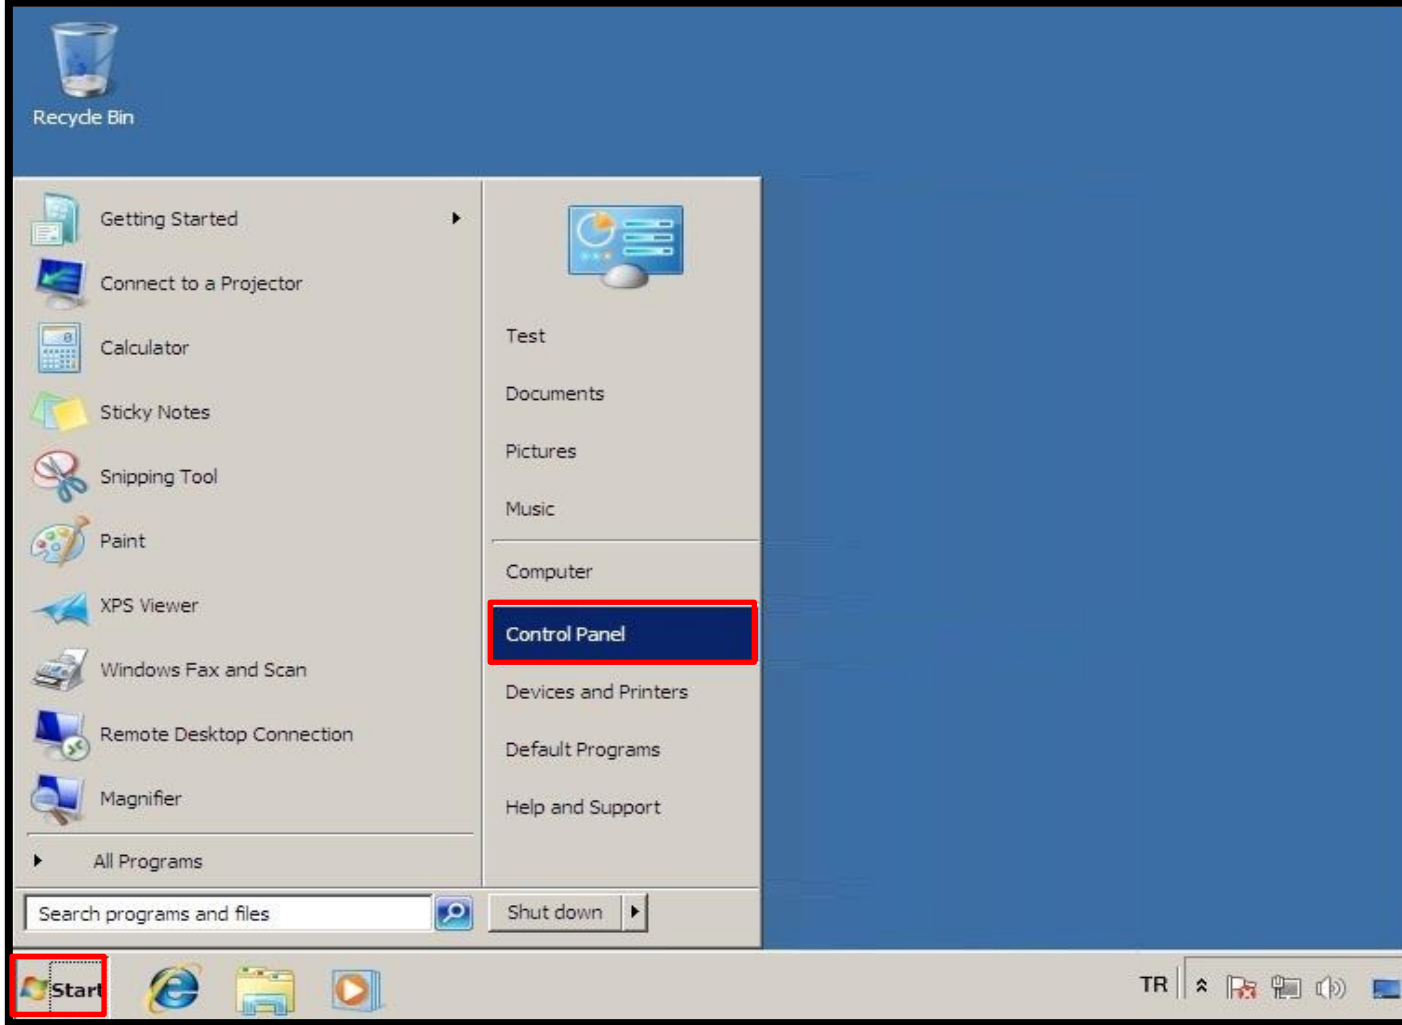 Recycle Bin
Getting Started
Connect to a Projector
Calculator
Sticky Notes
Snipping Tool
Paint
XPS Viewer
Windows Fax and Scan
Remote Desktop Connection
Magnifier
All Programs
Search programs and files
Test
Documents
Pictures
Music
Computer
Control Panel
Devices and Printers
Default Programs
Help and Support
Shut down
Start
TR